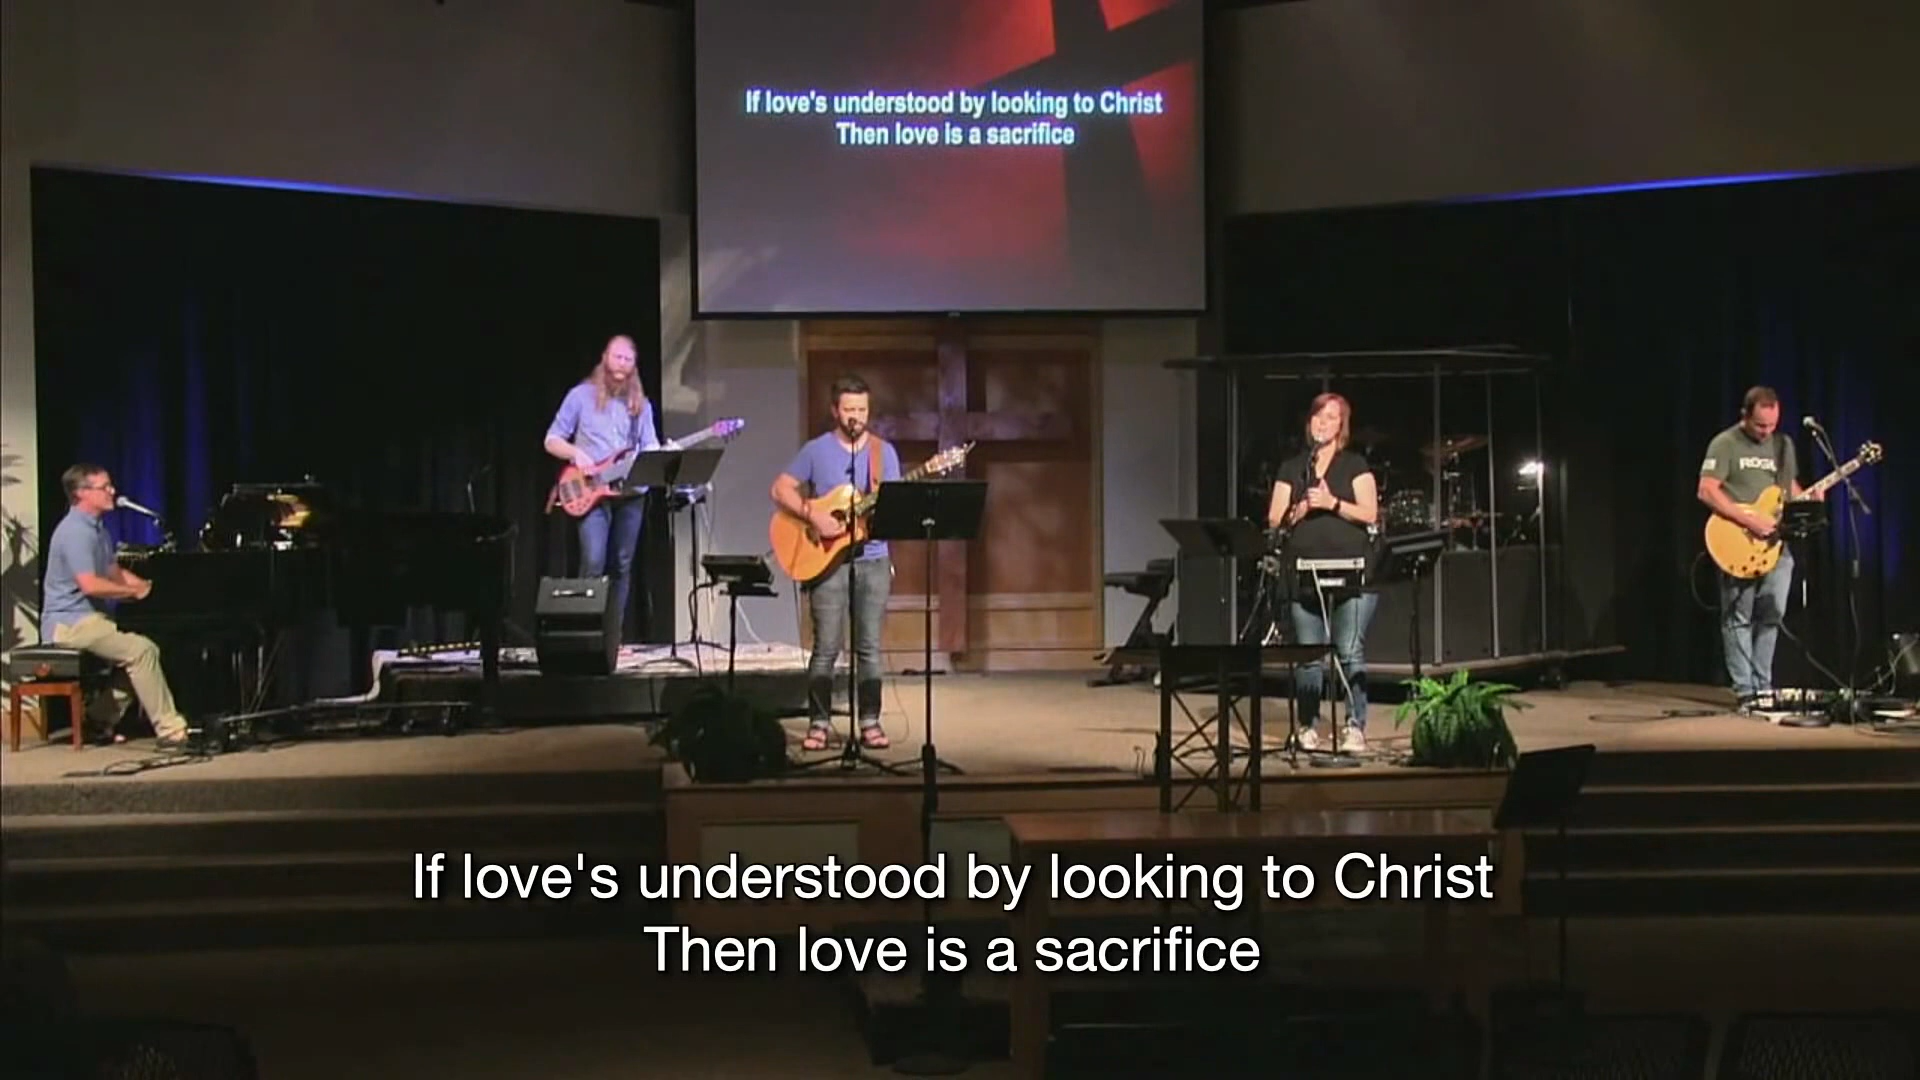 If love's understood by looking to Christ
Then love is a sacrifice
If love's understood by looking to Christ
Then love is a sacrifice